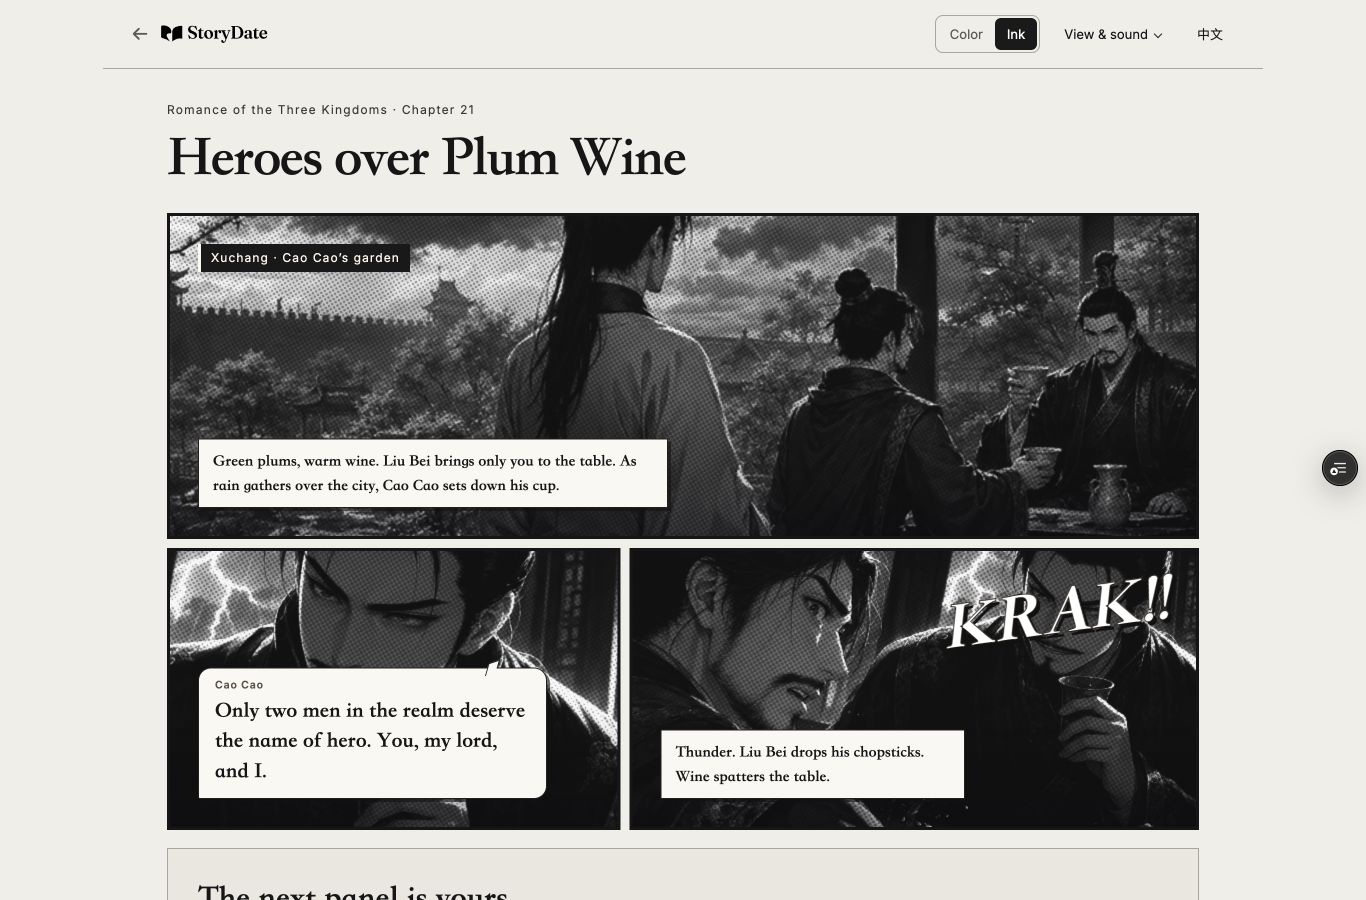 StoryDate
Color
Ink
View & sound
中文
Romance of the Three Kingdoms · Chapter 21
Heroes over Plum Wine
Xuchang · Cao Cao’s garden
Green plums, warm wine. Liu Bei brings only you to the table. As
rain gathers over the city, Cao Cao sets down his cup.
Cao Cao
Only two men in the realm deserve
the name of hero. You, my lord,
and I.
KRAK!!
Thunder. Liu Bei drops his chopsticks.
Wine spatters the table.
The next panel is yours